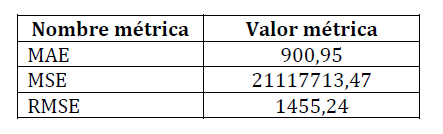 Nombre métrica Valor métrica
MAE 900,95
MSE 21117713,47
RMSE 1455,24